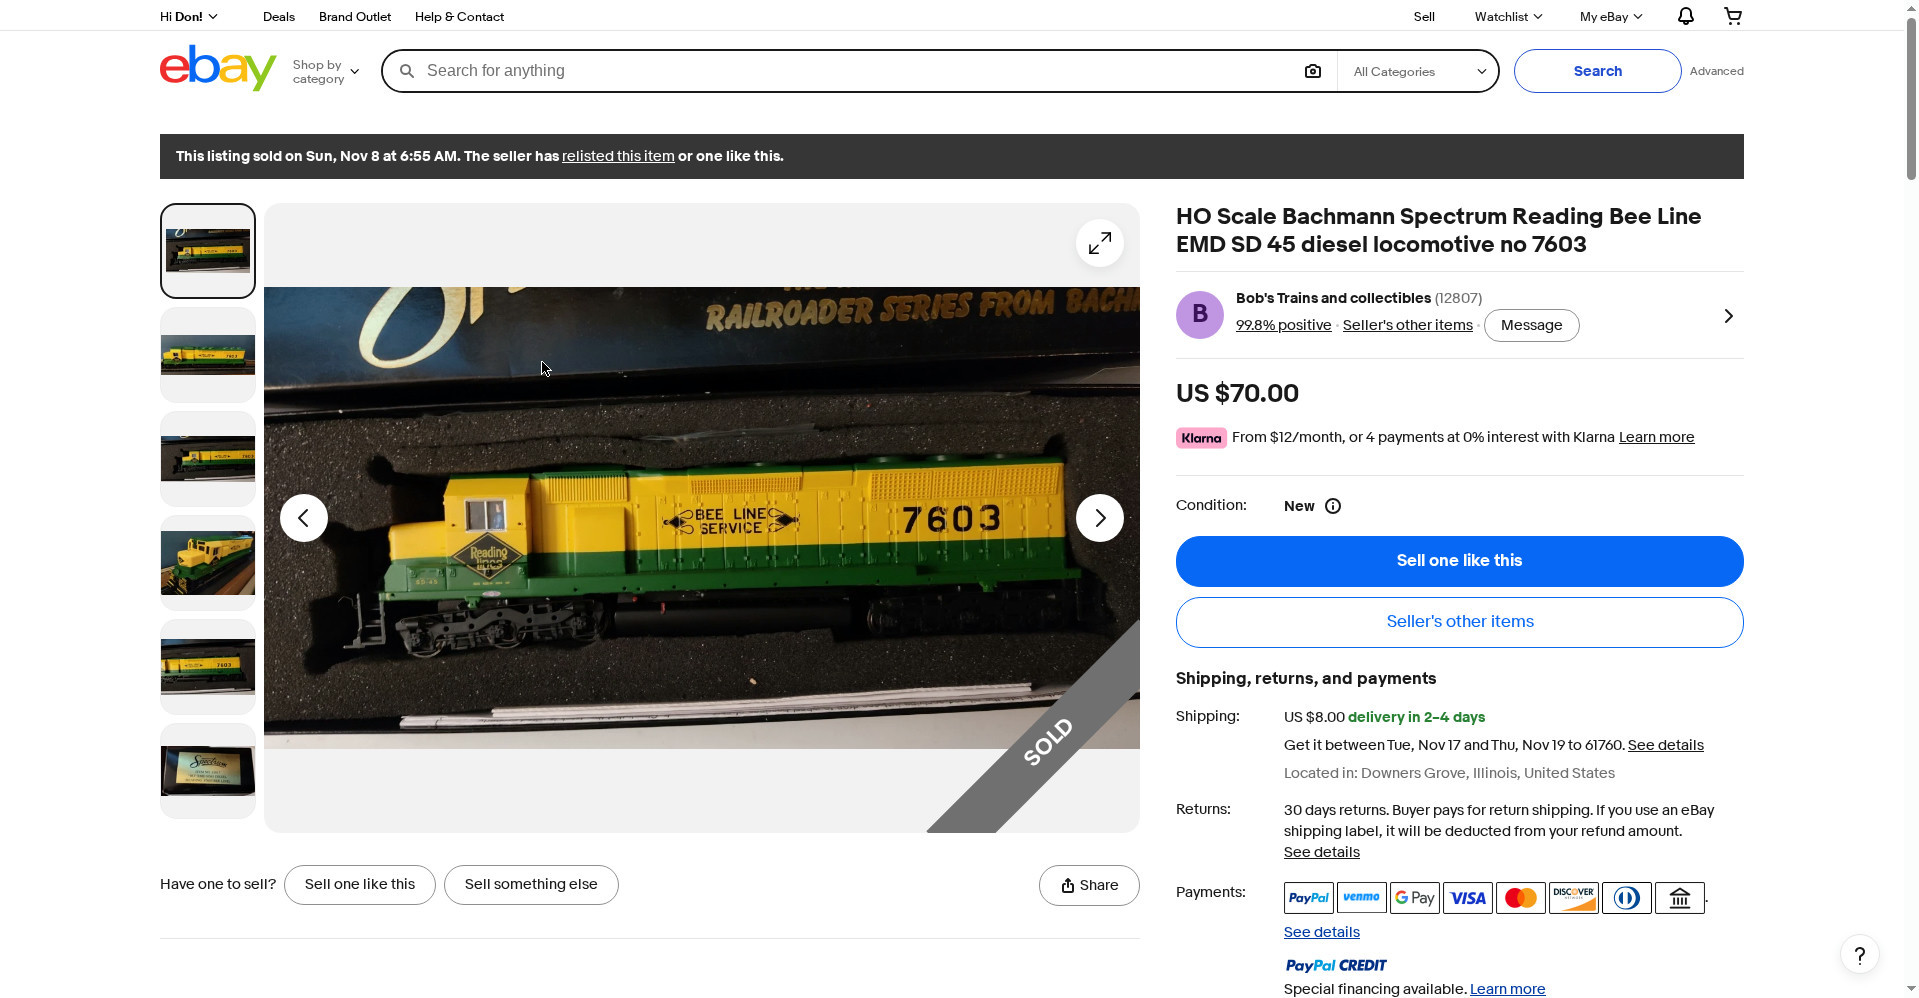 Hi Don!
Deals
Brand Outlet
Help & Contact
Sell
Watchlist
My eBay
ebay
Shop by
category
Search for anything
All Categories
Search
Advanced
This listing sold on Sun, Nov 8 at 6:55 AM. The seller has relisted this item or one like this.
RAILROADER SERIES FROM BACH
BEE LINE
SERVICE
7603
Reading
lines
SOLD
HO Scale Bachmann Spectrum Reading Bee Line
EMD SD 45 diesel locomotive no 7603
B
Bob's Trains and collectibles (12807)
99.8% positive · Seller's other items · Message
US $70.00
Klarna From $12/month, or 4 payments at 0% interest with Klarna Learn more
Condition: New
Sell one like this
Seller's other items
Shipping, returns, and payments
Shipping: US $8.00 delivery in 2–4 days
Get it between Tue, Nov 17 and Thu, Nov 19 to 61760. See details
Located in: Downers Grove, Illinois, United States
Returns: 30 days returns. Buyer pays for return shipping. If you use an eBay
shipping label, it will be deducted from your refund amount.
See details
Payments: PayPal venmo G Pay VISA DISCOVER .
See details
PayPal CREDIT
Special financing available. Learn more
Have one to sell? Sell one like this Sell something else
Share
?